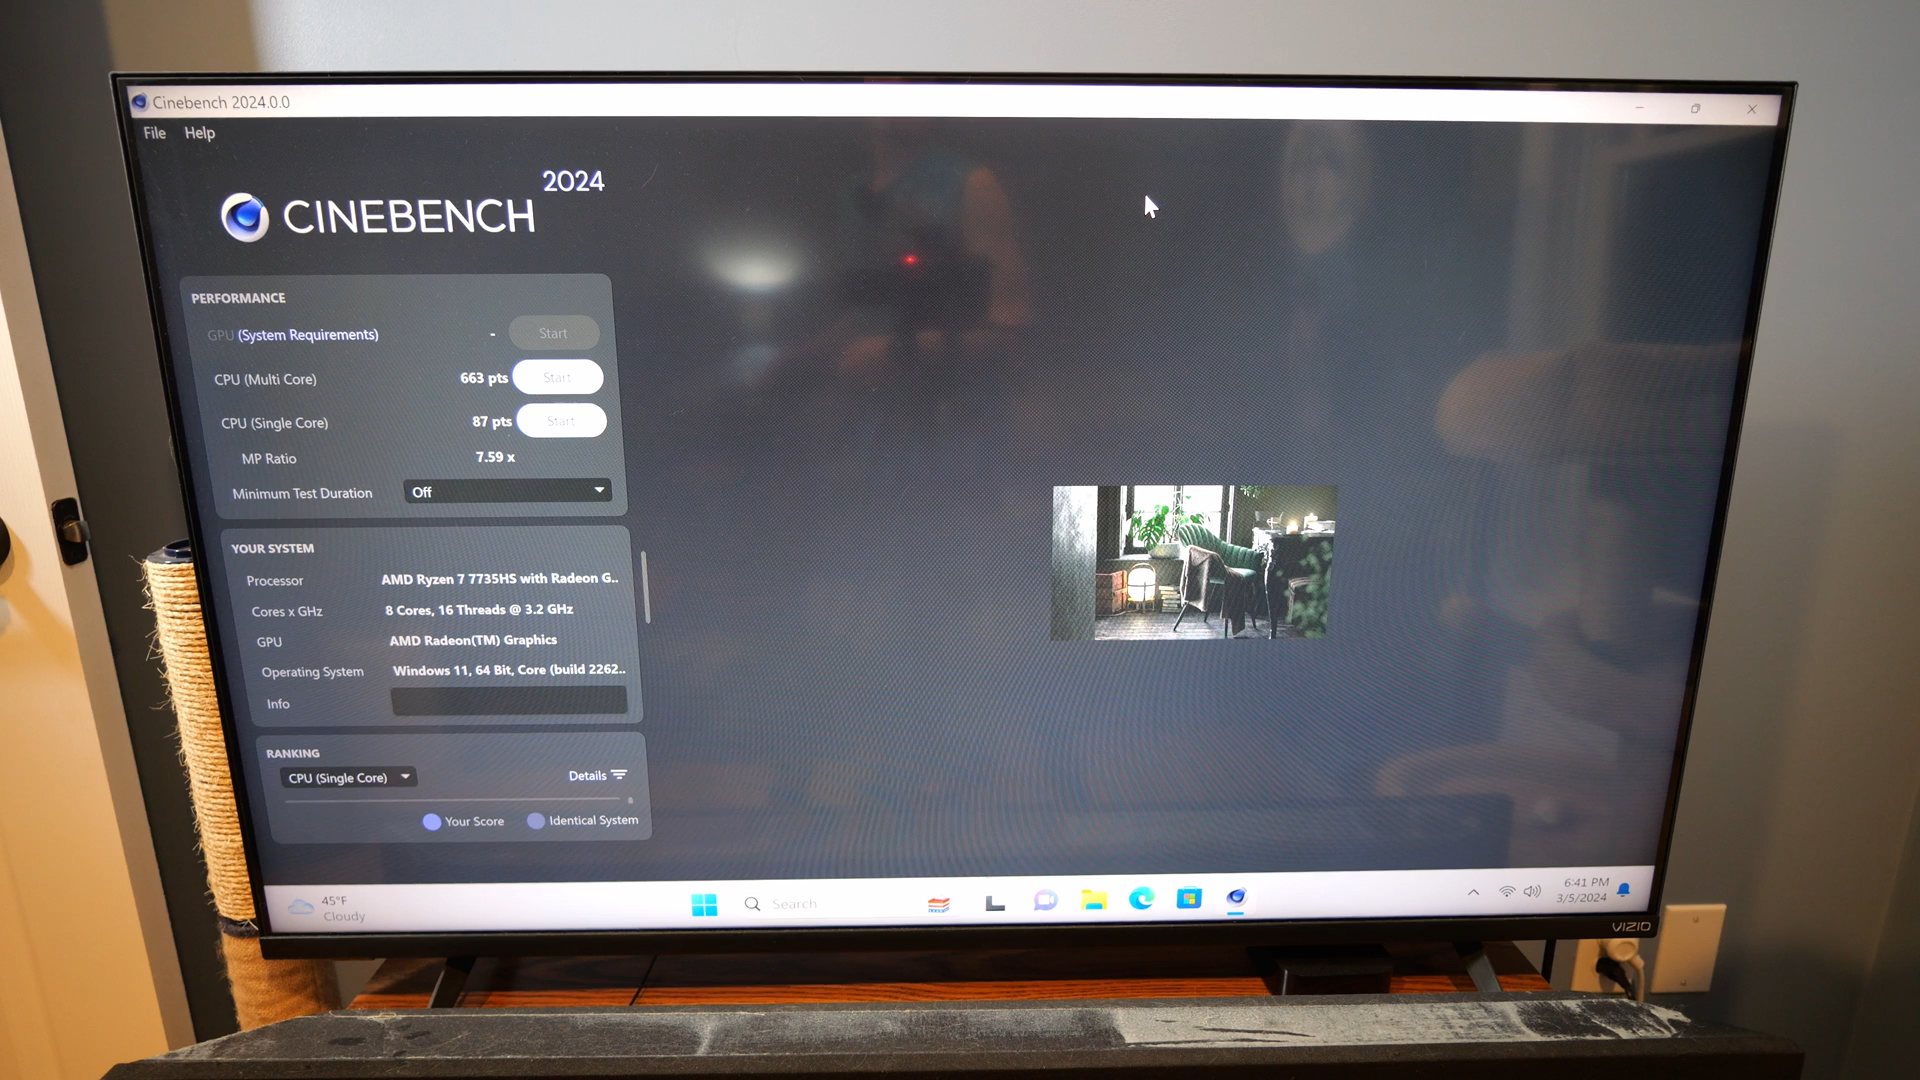 Cinebench 2024.0.0
File Help
CINEBENCH 2024
PERFORMANCE
GPU (System Requirements) - Start
CPU (Multi Core) 663 pts Start
CPU (Single Core) 87 pts Start
MP Ratio 7.59 x
Minimum Test Duration Off
YOUR SYSTEM
Processor AMD Ryzen 7 7735HS with Radeon G..
Cores x GHz 8 Cores, 16 Threads @ 3.2 GHz
GPU AMD Radeon(TM) Graphics
Operating System Windows 11, 64 Bit, Core (build 2262..
Info
RANKING
CPU (Single Core) Details
Your Score Identical System
45°F
Cloudy
Search
6:41 PM
3/5/2024
VIZIO